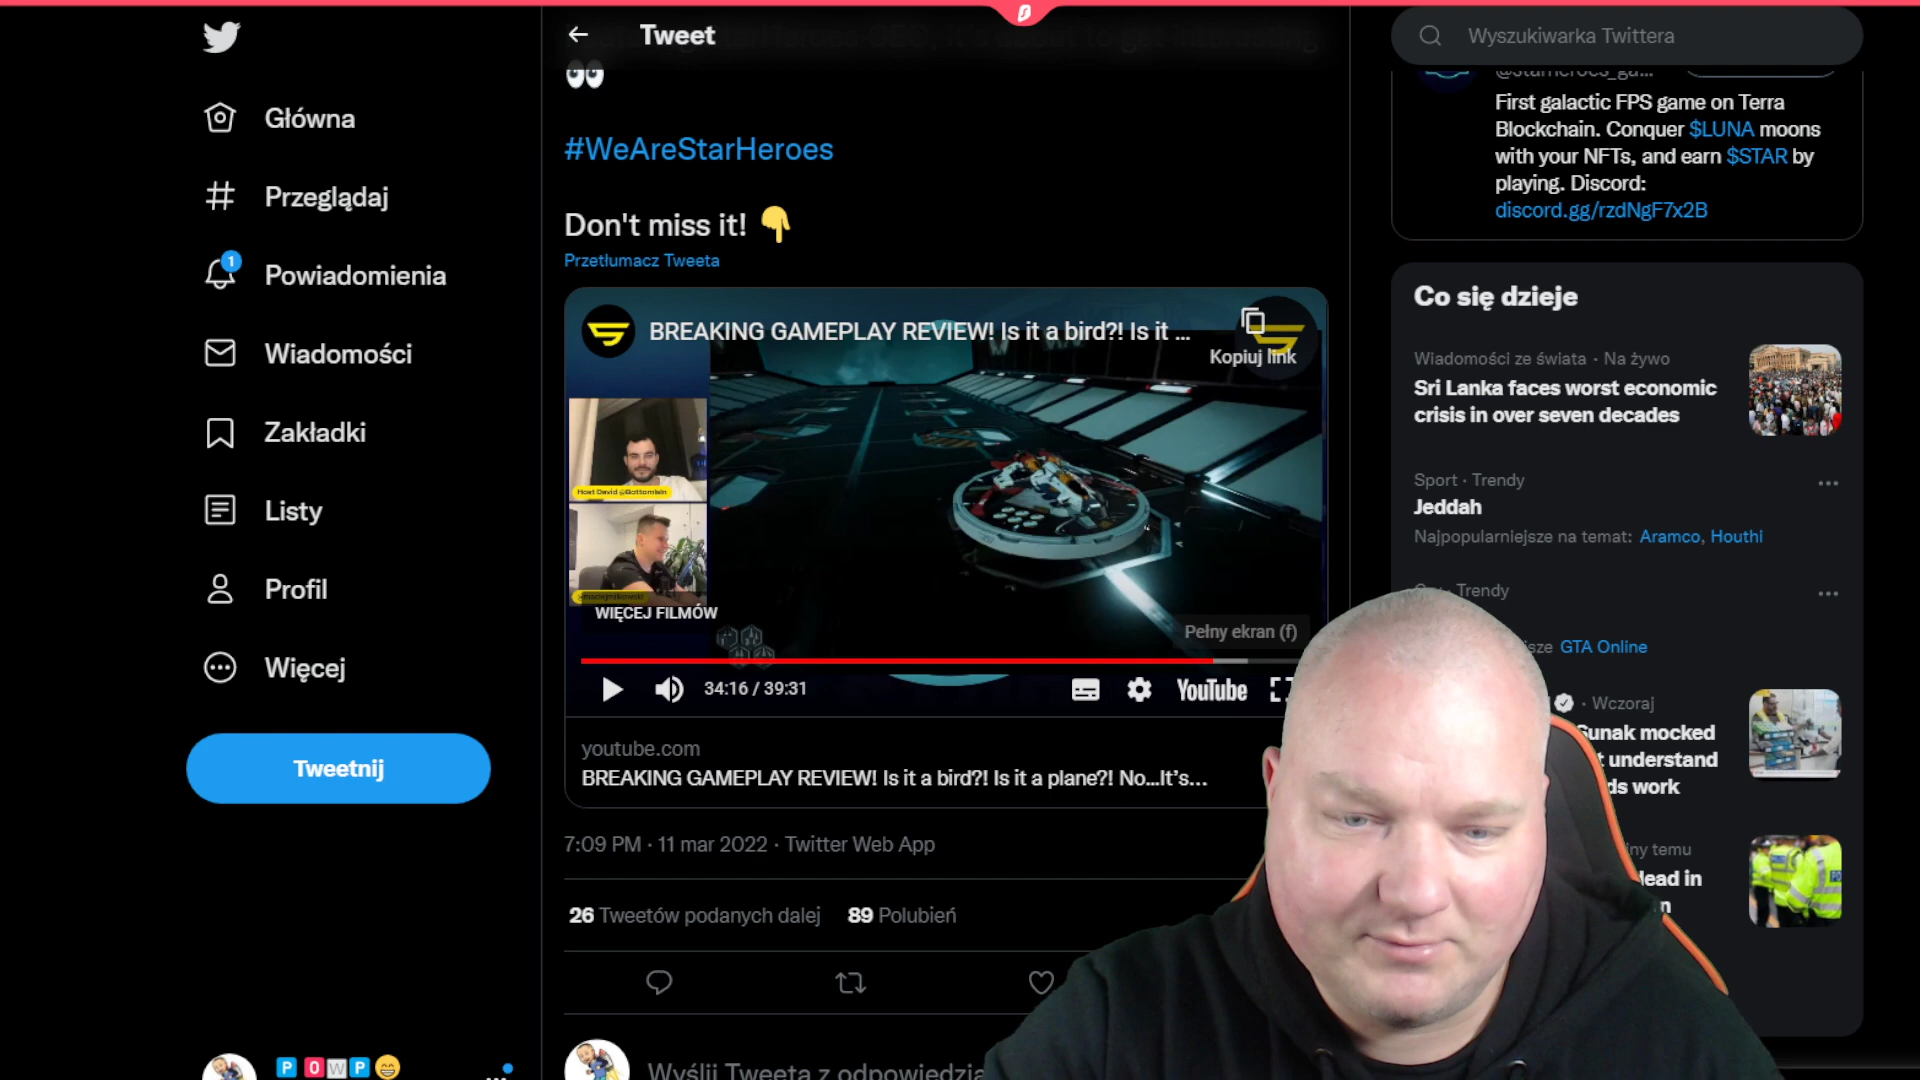 Tweet
Wyszukiwarka Twittera
Główna
Przeglądaj
1
Powiadomienia
Wiadomości
Zakładki
Listy
Profil
Więcej
Tweetnij
P O W P
#WeAreStarHeroes
Don't miss it!
Przetłumacz Tweeta
BREAKING GAMEPLAY REVIEW! Is it a bird?! Is it ...
Kopiuj link
WIĘCEJ FILMÓW
Pełny ekran (f)
34:16 / 39:31
YouTube
youtube.com
BREAKING GAMEPLAY REVIEW! Is it a bird?! Is it a plane?! No...It's...
7:09 PM · 11 mar 2022 · Twitter Web App
26 Tweetów podanych dalej 89 Polubień
Wyślij Tweeta z odpowiedzią
@starheroes_ga...
First galactic FPS game on Terra
Blockchain. Conquer $LUNA moons
with your NFTs, and earn $STAR by
playing. Discord:
discord.gg/rzdNgF7x2B
Co się dzieje
Wiadomości ze świata · Na żywo
Sri Lanka faces worst economic
crisis in over seven decades
Sport · Trendy
Jeddah
Najpopularniejsze na temat: Aramco, Houthi
Trendy
GTA Online
· Wczoraj
Sunak mocked
understand
work
temu
in